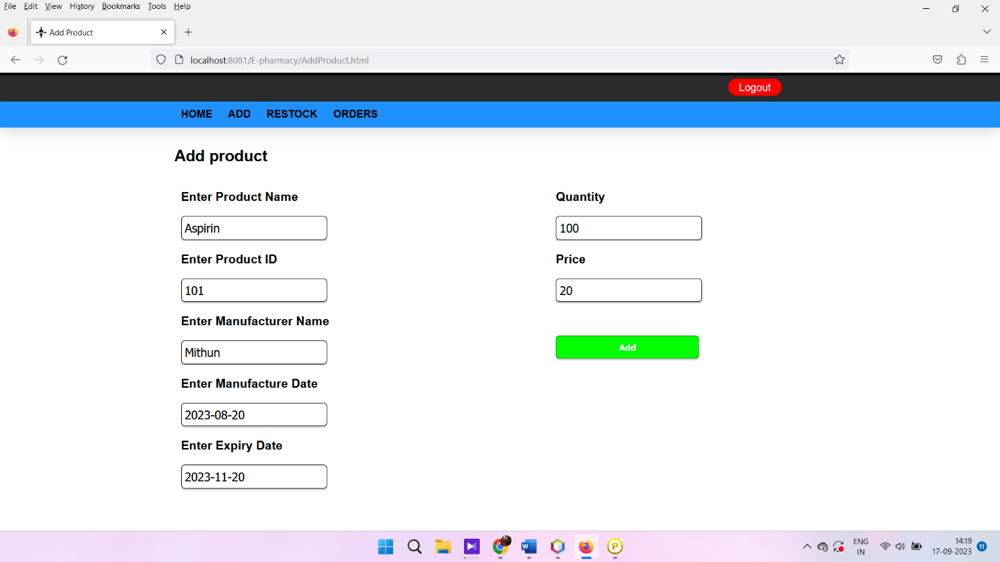 File Edit View History Bookmarks Tools Help
Add Product
localhost:8081/E-pharmacy/AddProduct.html
Logout
HOME ADD RESTOCK ORDERS
Add product
Enter Product Name
Aspirin
Enter Product ID
101
Enter Manufacturer Name
Mithun
Enter Manufacture Date
2023-08-20
Enter Expiry Date
2023-11-20
Quantity
100
Price
20
Add
W
P
ENG
IN
14:19
17-09-2023
11